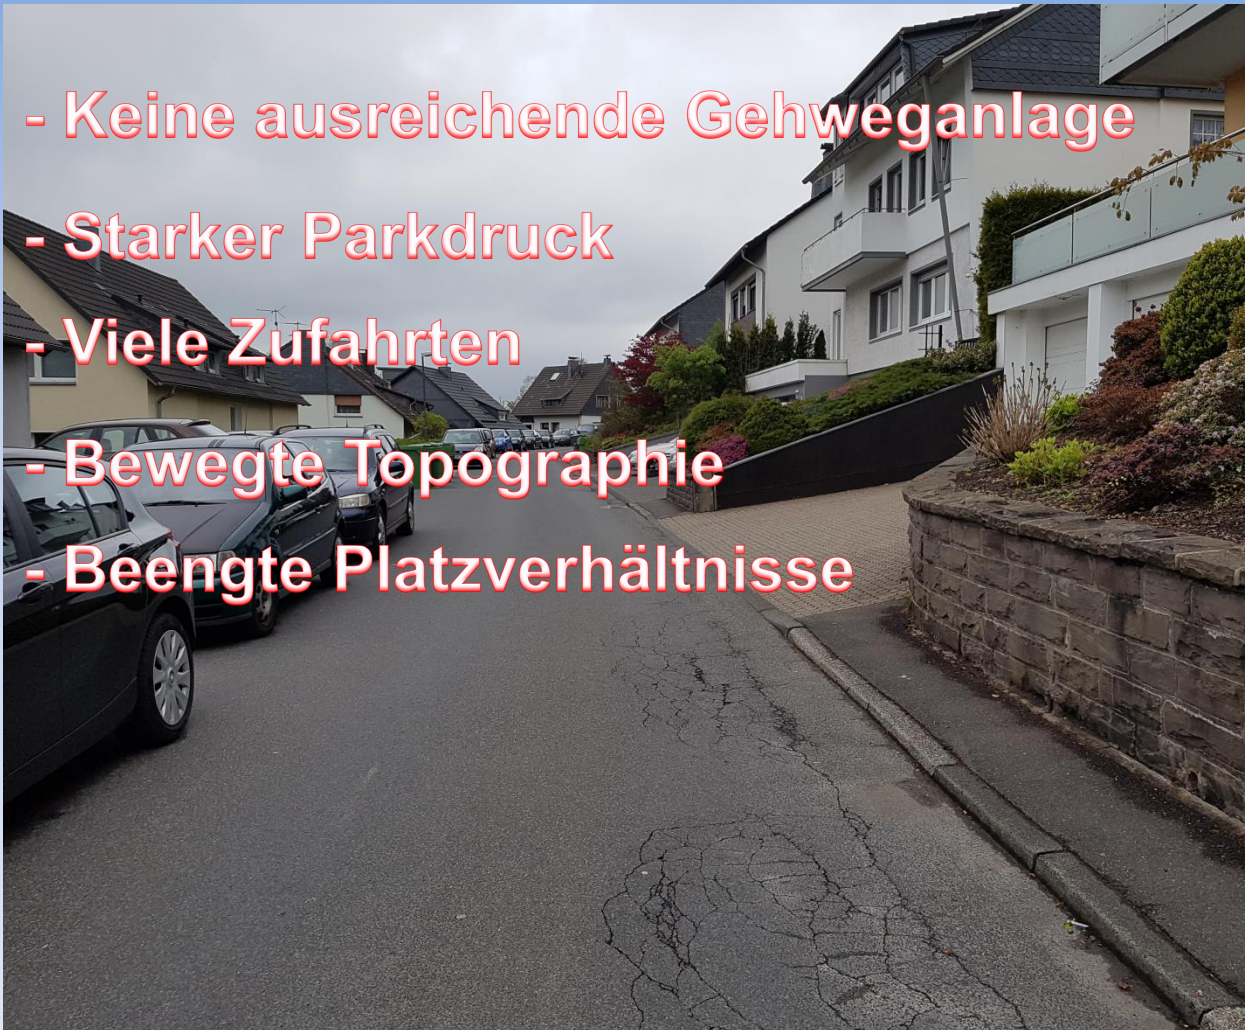 - Keine ausreichende Gehweganlage
- Starker Parkdruck
- Viele Zufahrten
- Bewegte Topographie
- Beengte Platzverhältnisse